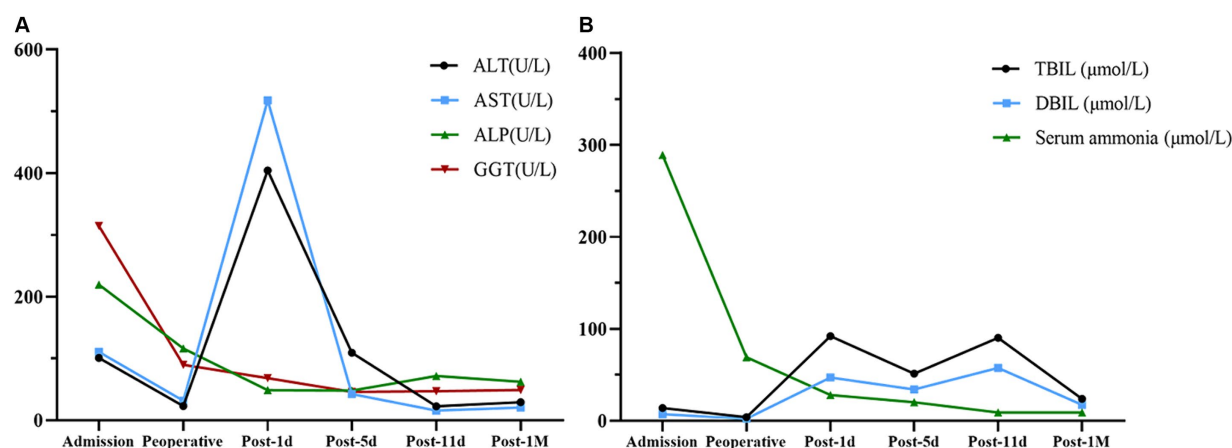 A
600
400
200
0
ALT(U/L)
AST(U/L)
ALP(U/L)
GGT(U/L)
Admission Peoperative Post-1d Post-5d Post-11d Post-1M
B
400
300
200
100
0
TBIL (μmol/L)
DBIL (μmol/L)
Serum ammonia (μmol/L)
Admission Peoperative Post-1d Post-5d Post-11d Post-1M